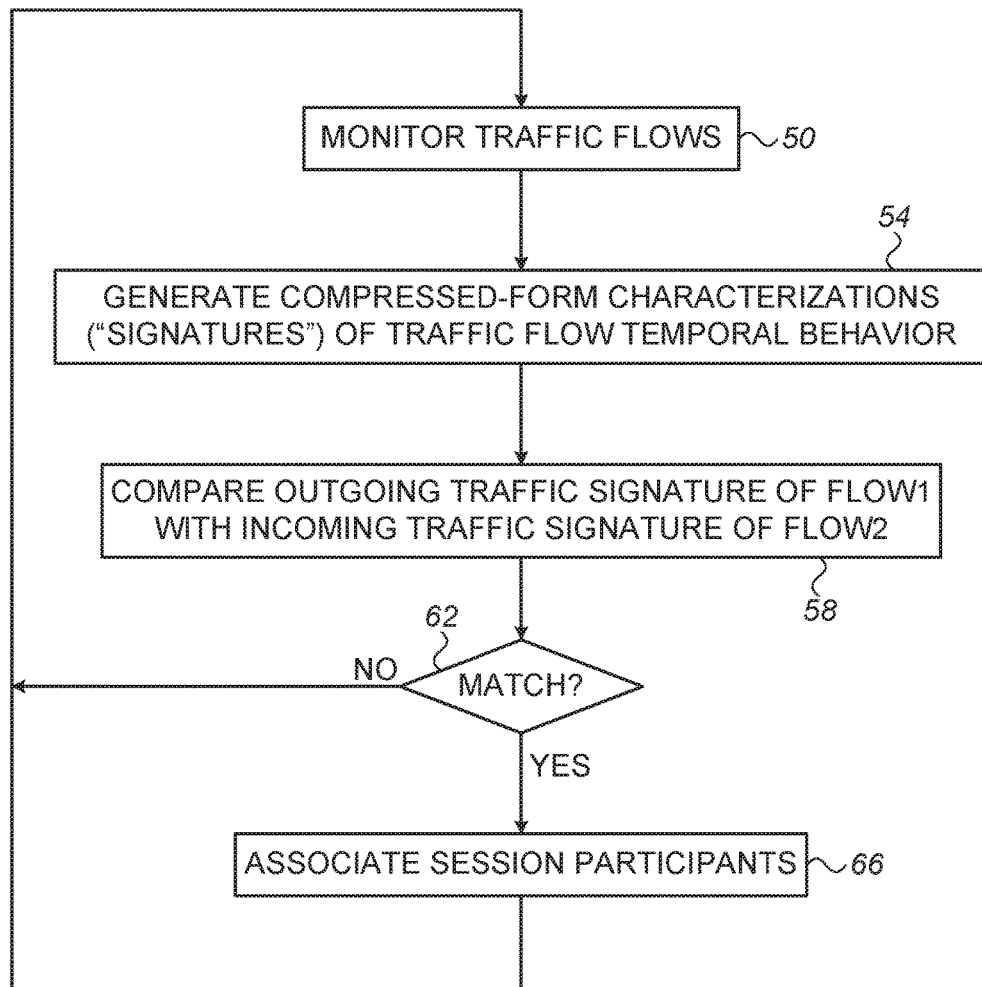 MONITOR TRAFFIC FLOWS 50
54
GENERATE COMPRESSED-FORM CHARACTERIZATIONS
(“SIGNATURES”) OF TRAFFIC FLOW TEMPORAL BEHAVIOR
COMPARE OUTGOING TRAFFIC SIGNATURE OF FLOW1
WITH INCOMING TRAFFIC SIGNATURE OF FLOW2
58
62
NO
MATCH?
YES
ASSOCIATE SESSION PARTICIPANTS 66